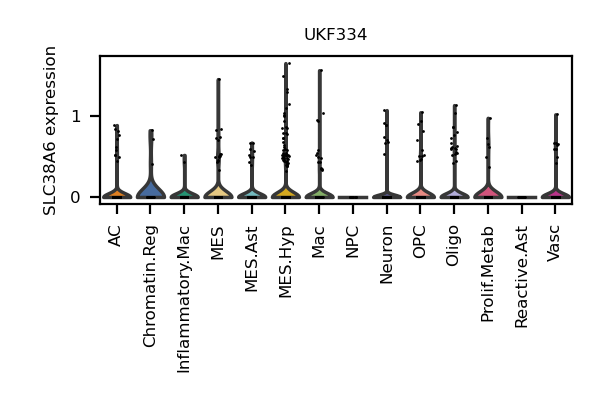 UKF334
SLC38A6 expression
1
0
AC
Chromatin.Reg
Inflammatory.Mac
MES
MES.Ast
MES.Hyp
Mac
NPC
Neuron
OPC
Oligo
Prolif.Metab
Reactive.Ast
Vasc